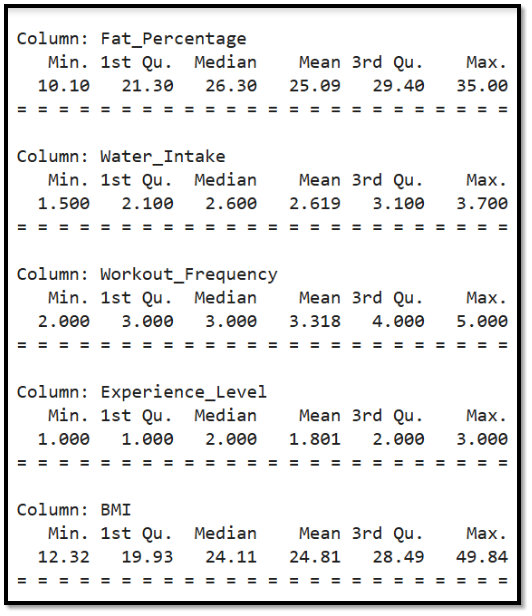 Column: Fat_Percentage
   Min. 1st Qu.  Median    Mean 3rd Qu.    Max.
  10.10   21.30   26.30   25.09   29.40   35.00
= = = = = = = = = = = = = = = = = = = = = = = =
Column: Water_Intake
   Min. 1st Qu.  Median    Mean 3rd Qu.    Max.
  1.500   2.100   2.600   2.619   3.100   3.700
= = = = = = = = = = = = = = = = = = = = = = = =
Column: Workout_Frequency
   Min. 1st Qu.  Median    Mean 3rd Qu.    Max.
  2.000   3.000   3.000   3.318   4.000   5.000
= = = = = = = = = = = = = = = = = = = = = = = =
Column: Experience_Level
   Min. 1st Qu.  Median    Mean 3rd Qu.    Max.
  1.000   1.000   2.000   1.801   2.000   3.000
= = = = = = = = = = = = = = = = = = = = = = = =
Column: BMI
   Min. 1st Qu.  Median    Mean 3rd Qu.    Max.
  12.32   19.93   24.11   24.81   28.49   49.84
= = = = = = = = = = = = = = = = = = = = = = = =